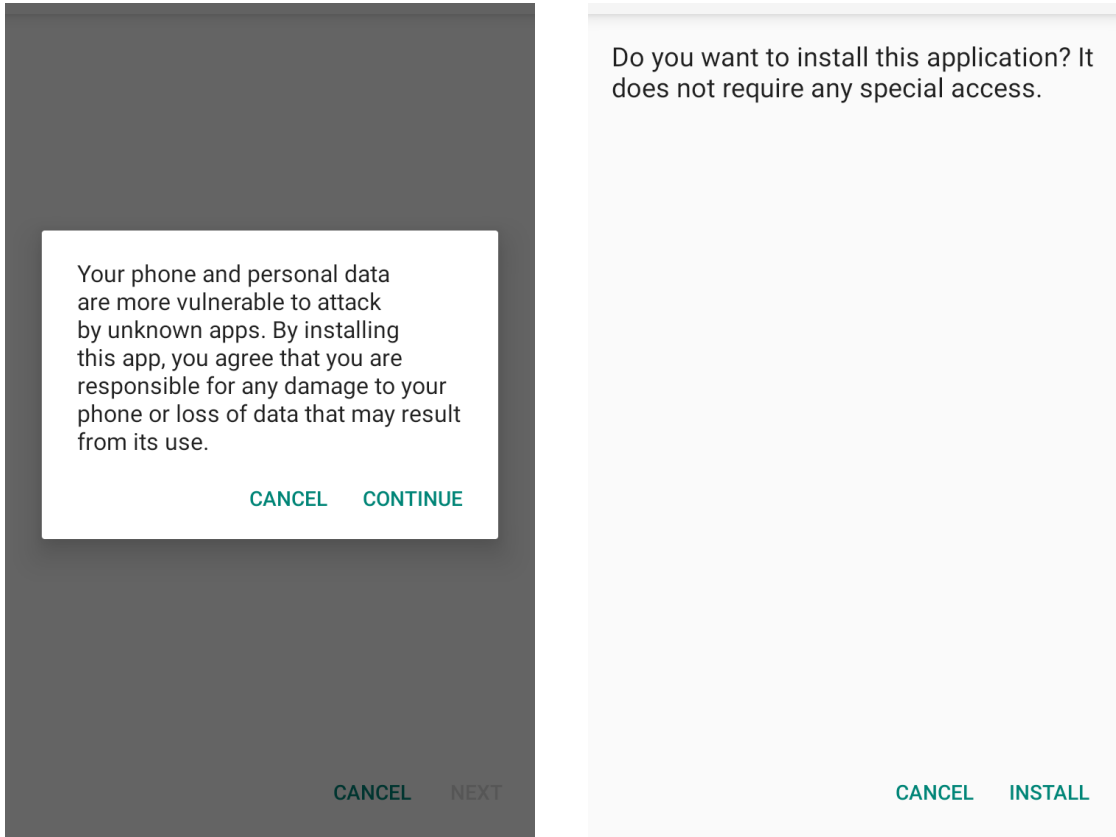 Your phone and personal data
are more vulnerable to attack
by unknown apps. By installing
this app, you agree that you are
responsible for any damage to your
phone or loss of data that may result
from its use.
CANCEL CONTINUE
CANCEL NEXT
Do you want to install this application? It
does not require any special access.
CANCEL INSTALL